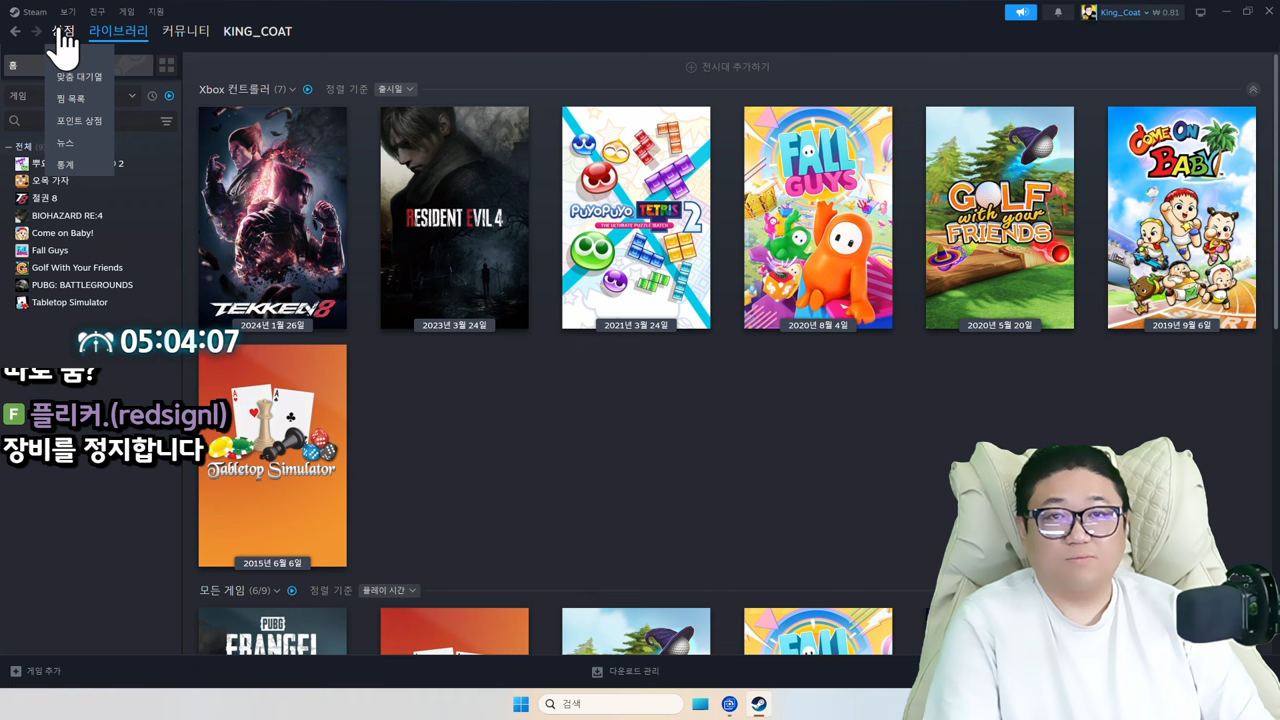 Steam 보기 친구 게임 지원
King_Coat ₩ 0.81
상점 라이브러리 커뮤니티 KING_COAT
홈
맞춤 대기열
찜 목록
포인트 상점
뉴스
통계
게임
전체
뿌요 2
오목 가자
철권 8
BIOHAZARD RE:4
Come on Baby!
Fall Guys
Golf With Your Friends
PUBG: BATTLEGROUNDS
Tabletop Simulator
전시대 추가하기
Xbox 컨트롤러 (7) 정렬 기준 출시일
TEKKEN 8
2024년 1월 26일
RESIDENT EVIL 4
2023년 3월 24일
PUYOPUYO TETRIS 2
THE ULTIMATE PUZZLE MATCH
2021년 3월 24일
FALL GUYS
2020년 8월 4일
GOLF with your FRIENDS
2020년 5월 20일
COME ON BABY
2019년 9월 6일
05:04:07
따로 줌?
F 플리커.(redsignl)
장비를 정지합니다
Tabletop Simulator
2015년 6월 6일
모든 게임 (6/9) 정렬 기준 플레이 시간
PUBG
ERANGEL
FALL
게임 추가
다운로드 관리
검색